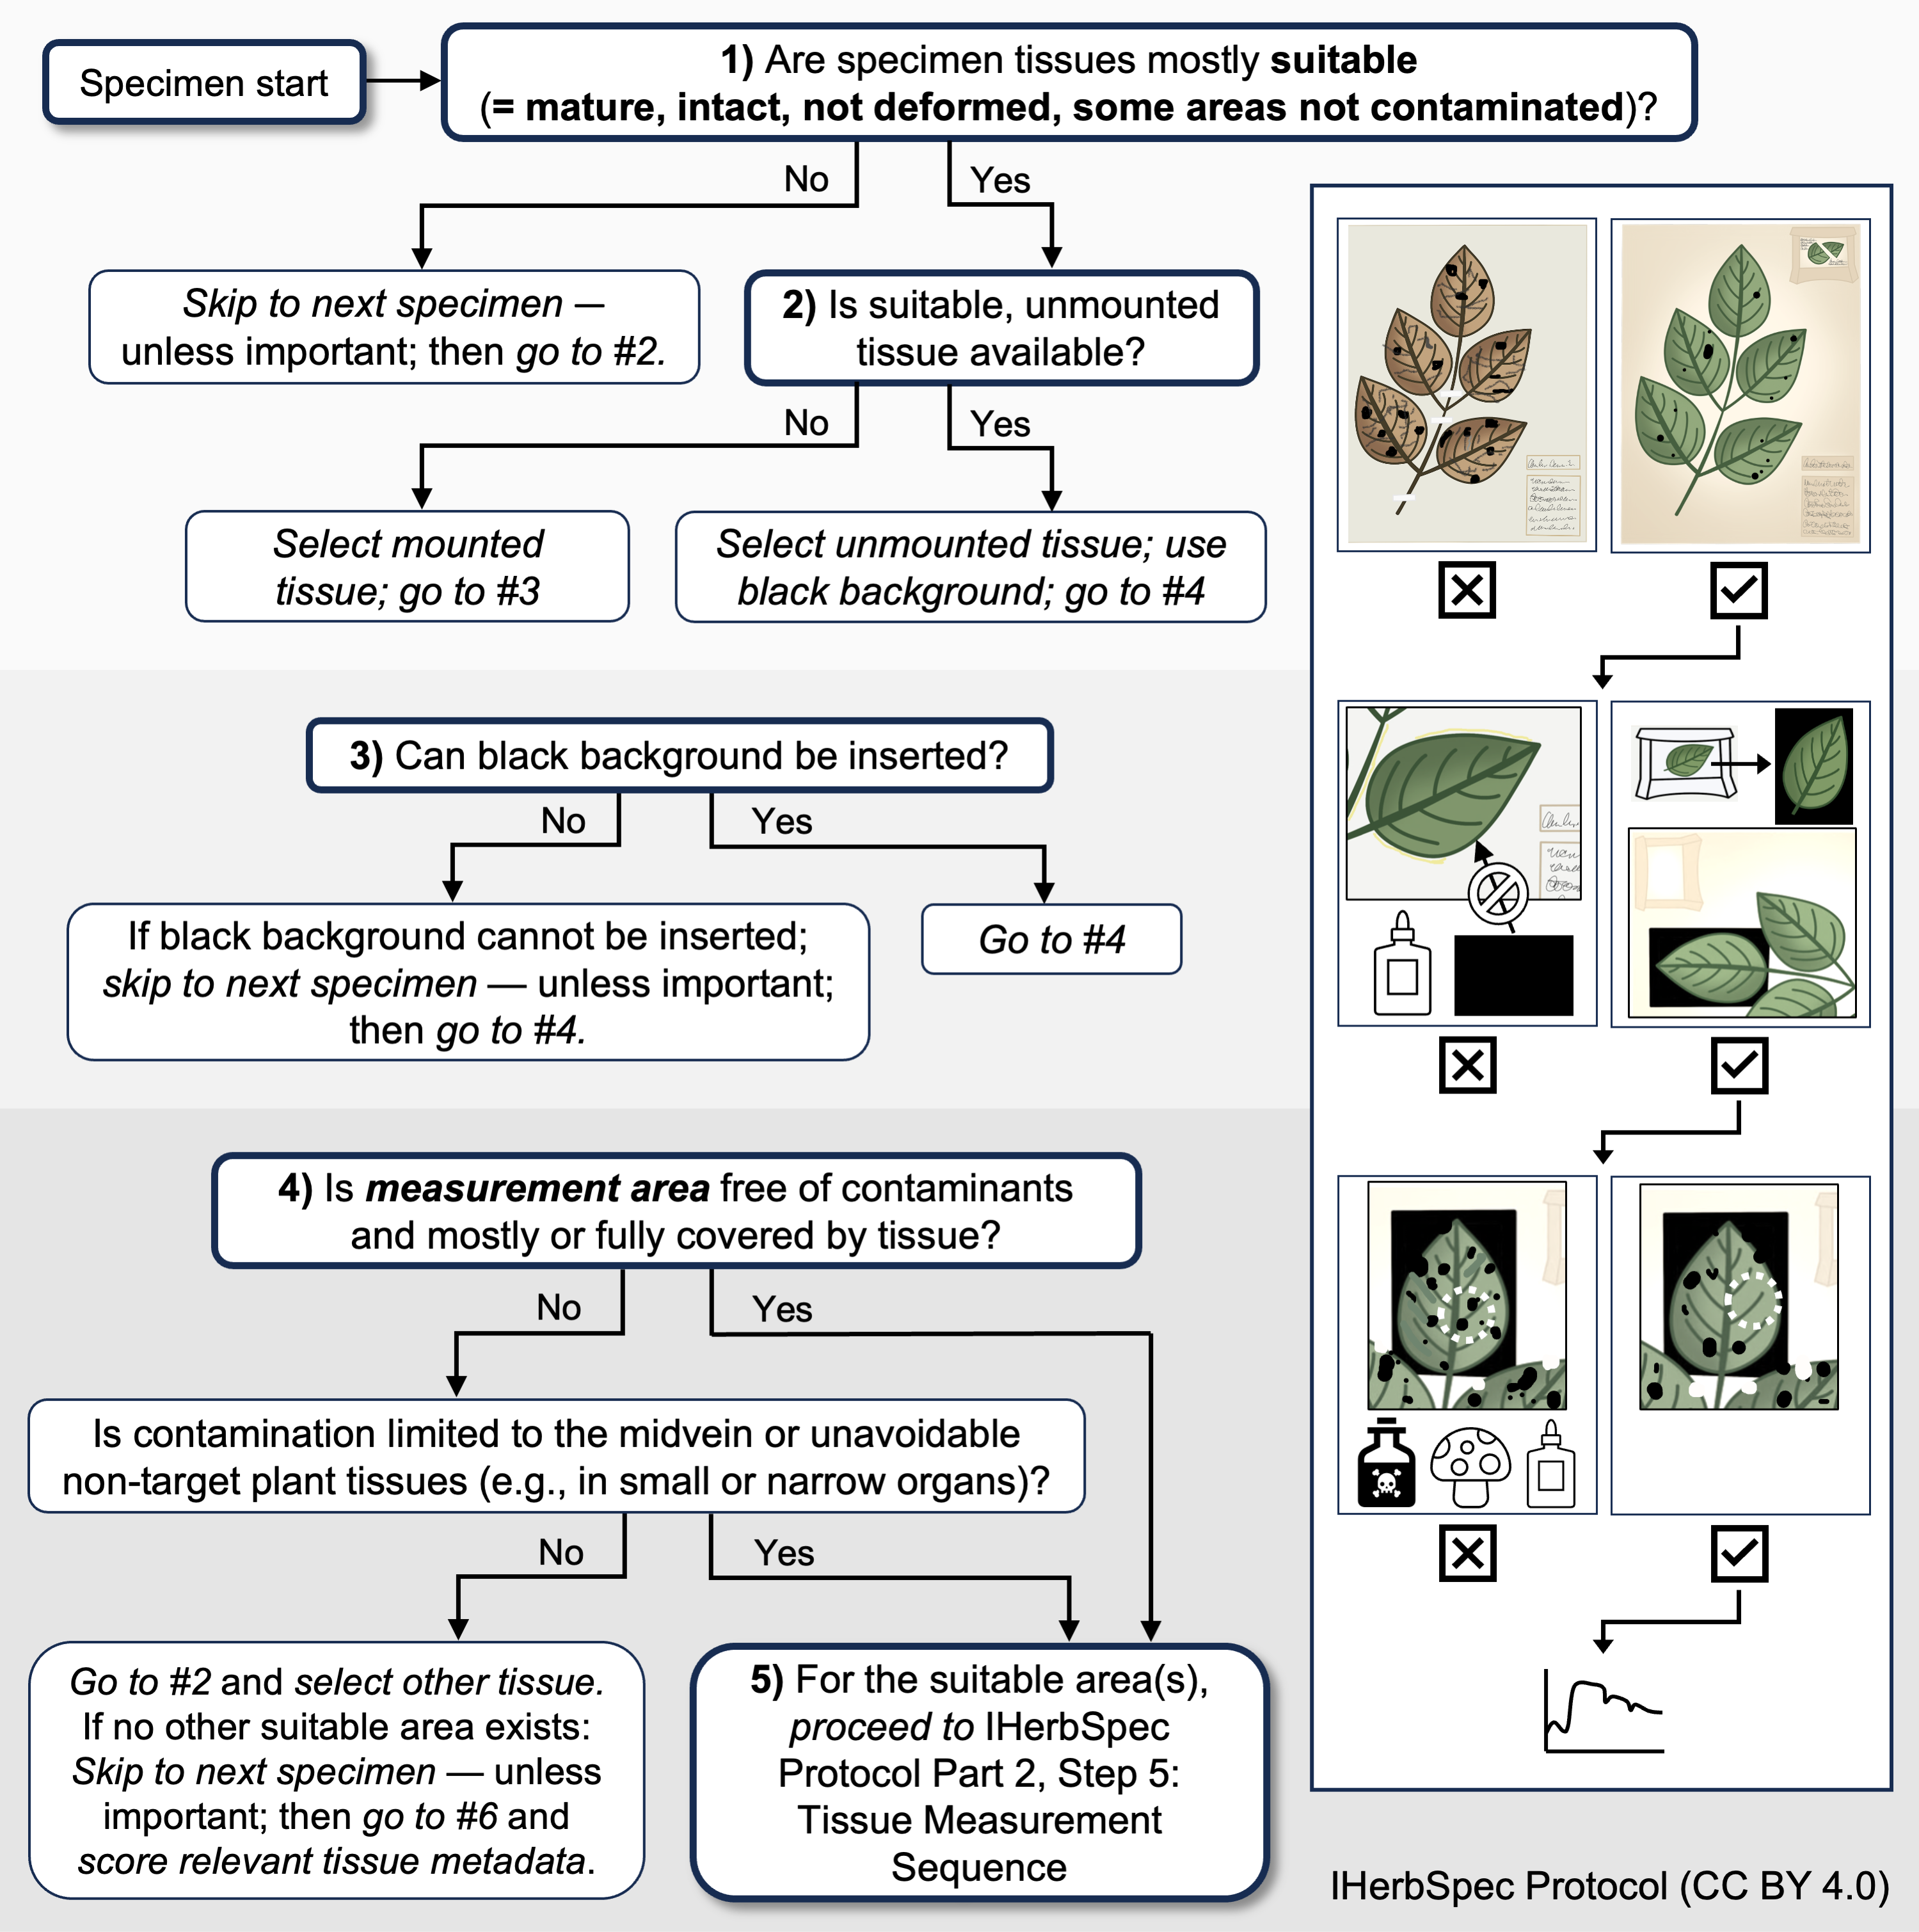 Specimen start
1) Are specimen tissues mostly suitable
(= mature, intact, not deformed, some areas not contaminated)?
No
Yes
Skip to next specimen —
unless important; then go to #2.
2) Is suitable, unmounted
tissue available?
No
Yes
Select mounted
tissue; go to #3
Select unmounted tissue; use
black background; go to #4
3) Can black background be inserted?
No
Yes
If black background cannot be inserted;
skip to next specimen — unless important;
then go to #4.
Go to #4
4) Is measurement area free of contaminants
and mostly or fully covered by tissue?
No
Yes
Is contamination limited to the midvein or unavoidable
non-target plant tissues (e.g., in small or narrow organs)?
No
Yes
Go to #2 and select other tissue.
If no other suitable area exists:
Skip to next specimen — unless
important; then go to #6 and
score relevant tissue metadata.
5) For the suitable area(s),
proceed to IHerbSpec
Protocol Part 2, Step 5:
Tissue Measurement
Sequence
IHerbSpec Protocol (CC BY 4.0)